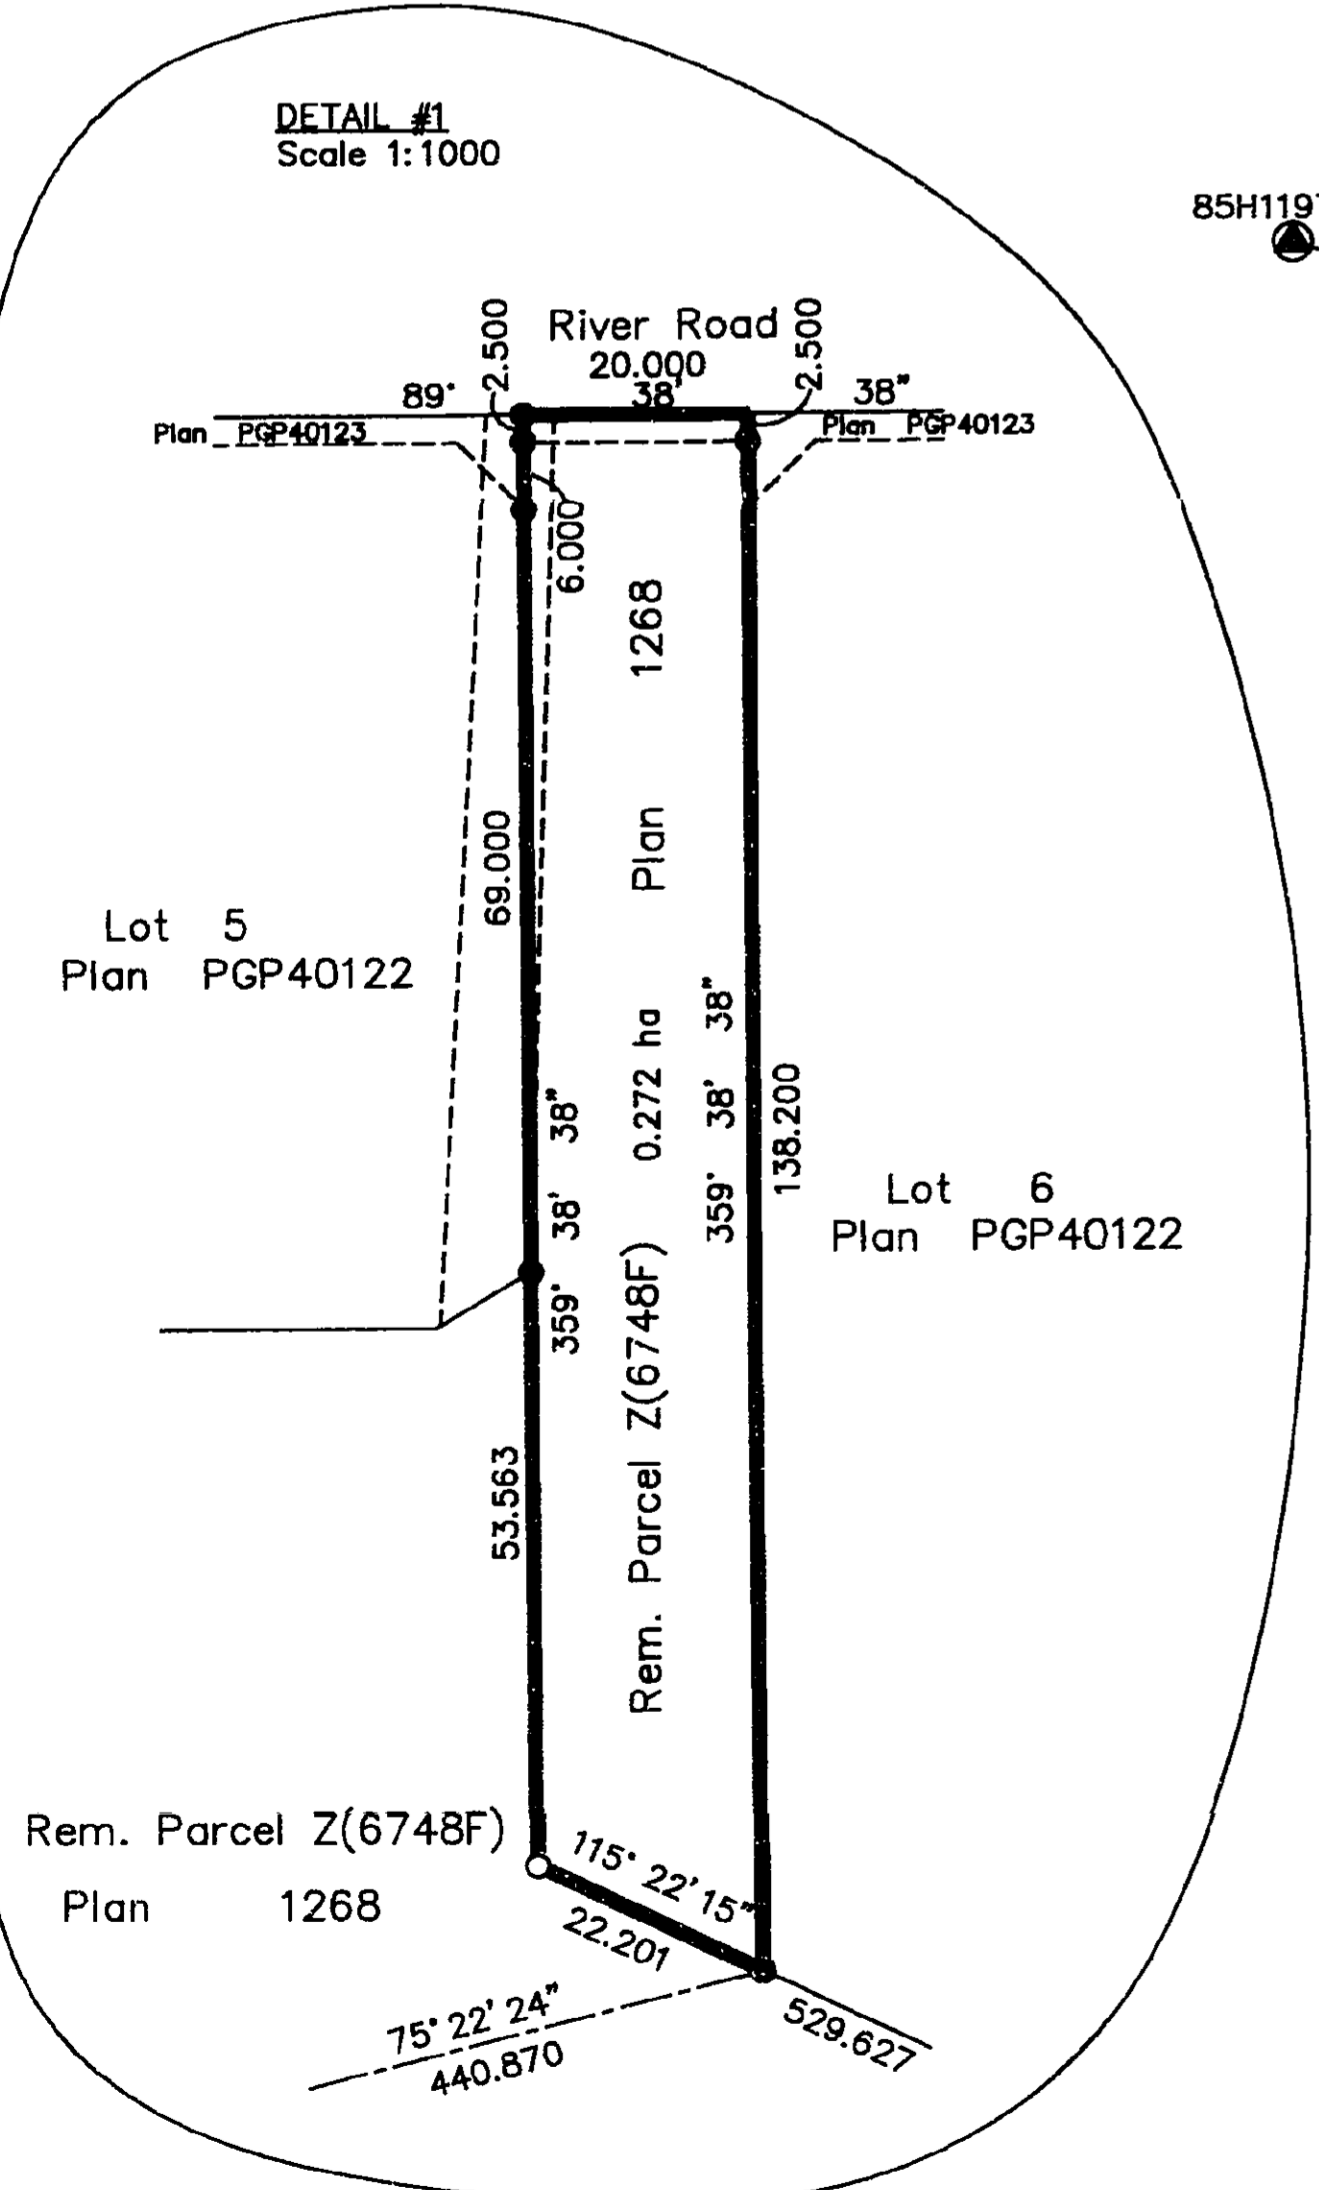 DETAIL #1
Scale 1:1000
85H119
River Road
2.500
20.000
2.500
89° 38' 38"
Plan PGP40123
Plan PGP40123
6.000
Rem. Parcel Z(6748F) 0.272 ha Plan 1268
69.000
359° 38' 38"
359° 38' 38"
138.200
Lot 5
Plan PGP40122
Lot 6
Plan PGP40122
53.563
Rem. Parcel Z(6748F)
Plan 1268
115° 22' 15"
22.201
75° 22' 24"
440.870
529.627